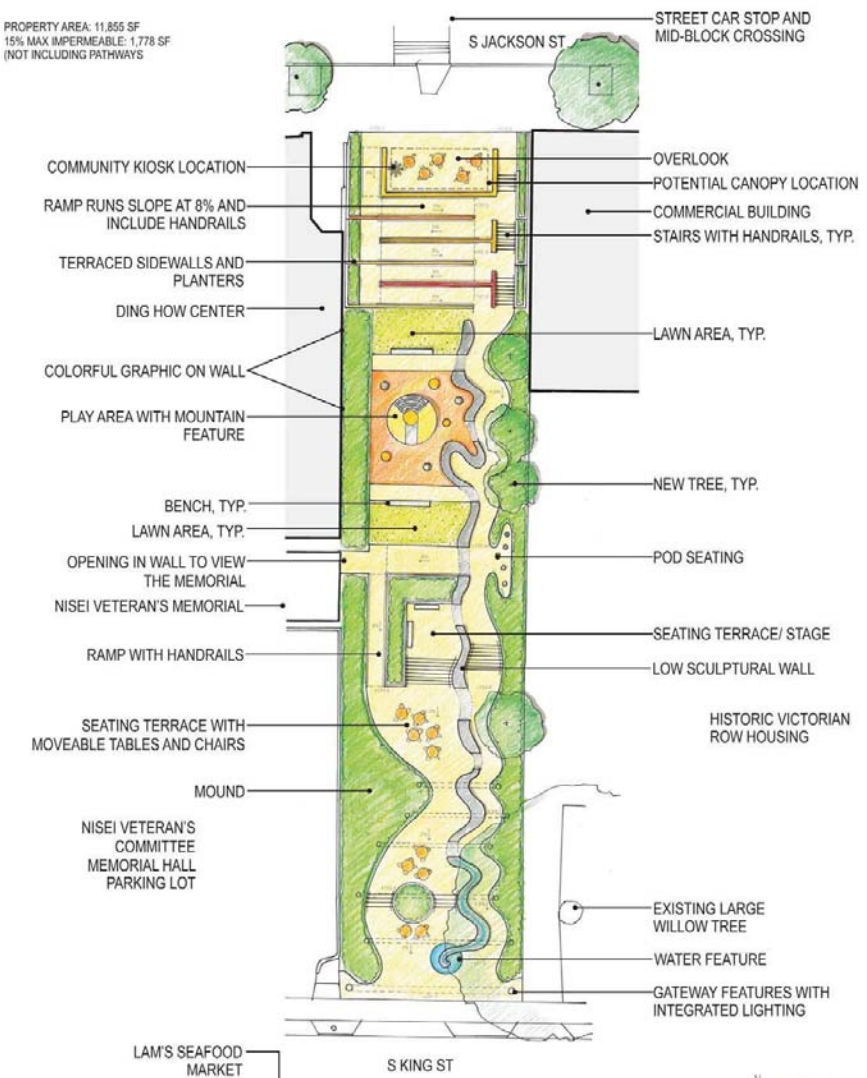 PROPERTY AREA: 11,855 SF
15% MAX IMPERMEABLE: 1,778 SF
(NOT INCLUDING PATHWAYS
STREET CAR STOP AND
MID-BLOCK CROSSING
S JACKSON ST
COMMUNITY KIOSK LOCATION
RAMP RUNS SLOPE AT 8% AND
INCLUDE HANDRAILS
TERRACED SIDEWALLS AND
PLANTERS
DING HOW CENTER
COLORFUL GRAPHIC ON WALL
PLAY AREA WITH MOUNTAIN
FEATURE
BENCH, TYP.
LAWN AREA, TYP.
OPENING IN WALL TO VIEW
THE MEMORIAL
NISEI VETERAN'S MEMORIAL
RAMP WITH HANDRAILS
SEATING TERRACE WITH
MOVEABLE TABLES AND CHAIRS
MOUND
NISEI VETERAN'S
COMMITTEE
MEMORIAL HALL
PARKING LOT
LAM'S SEAFOOD
MARKET
OVERLOOK
POTENTIAL CANOPY LOCATION
COMMERCIAL BUILDING
STAIRS WITH HANDRAILS, TYP.
LAWN AREA, TYP.
NEW TREE, TYP.
POD SEATING
SEATING TERRACE/ STAGE
LOW SCULPTURAL WALL
HISTORIC VICTORIAN
ROW HOUSING
EXISTING LARGE
WILLOW TREE
WATER FEATURE
GATEWAY FEATURES WITH
INTEGRATED LIGHTING
S KING ST